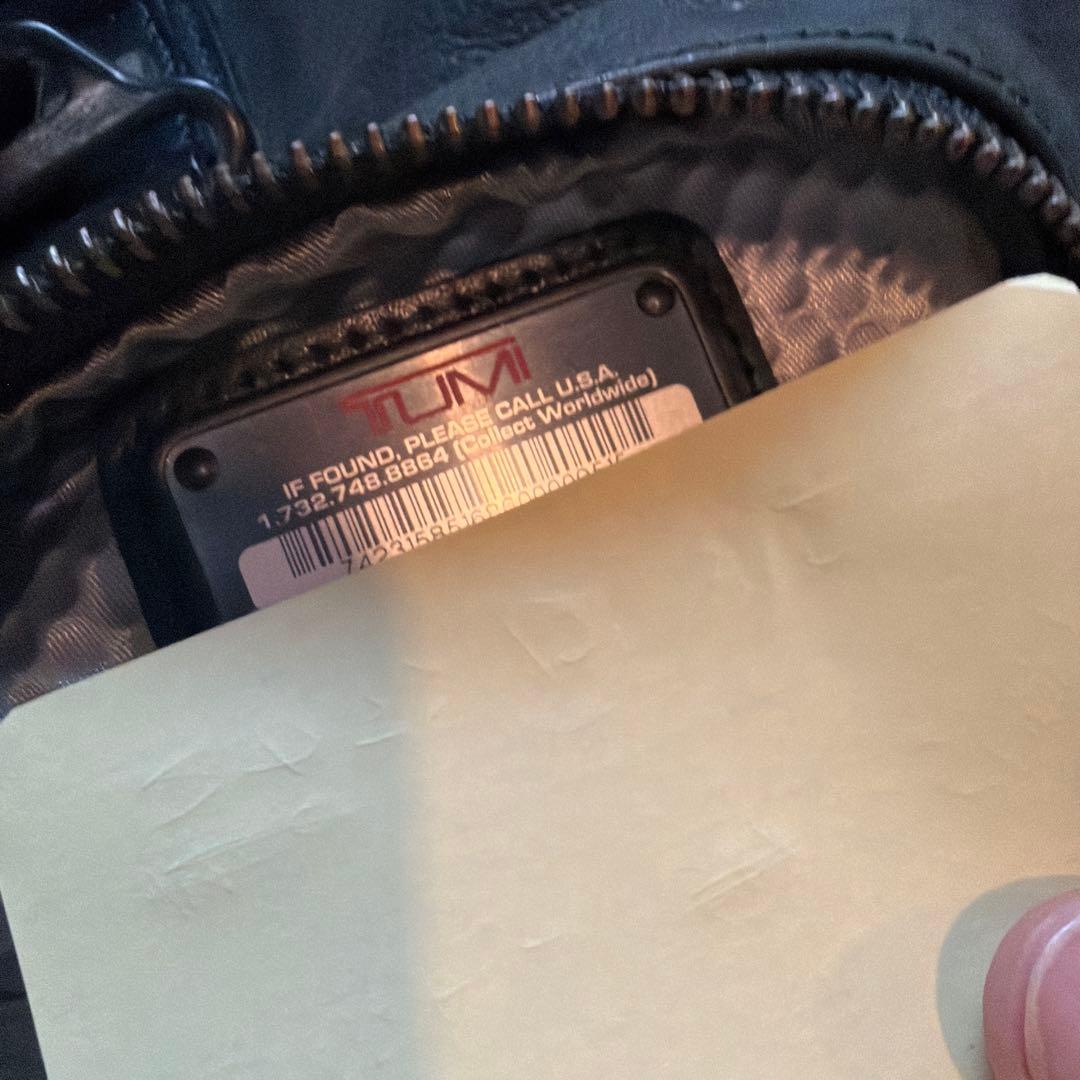 TUMI
IF FOUND, PLEASE CALL U.S.A.
1.732.748.8864 (Collect Worldwide)